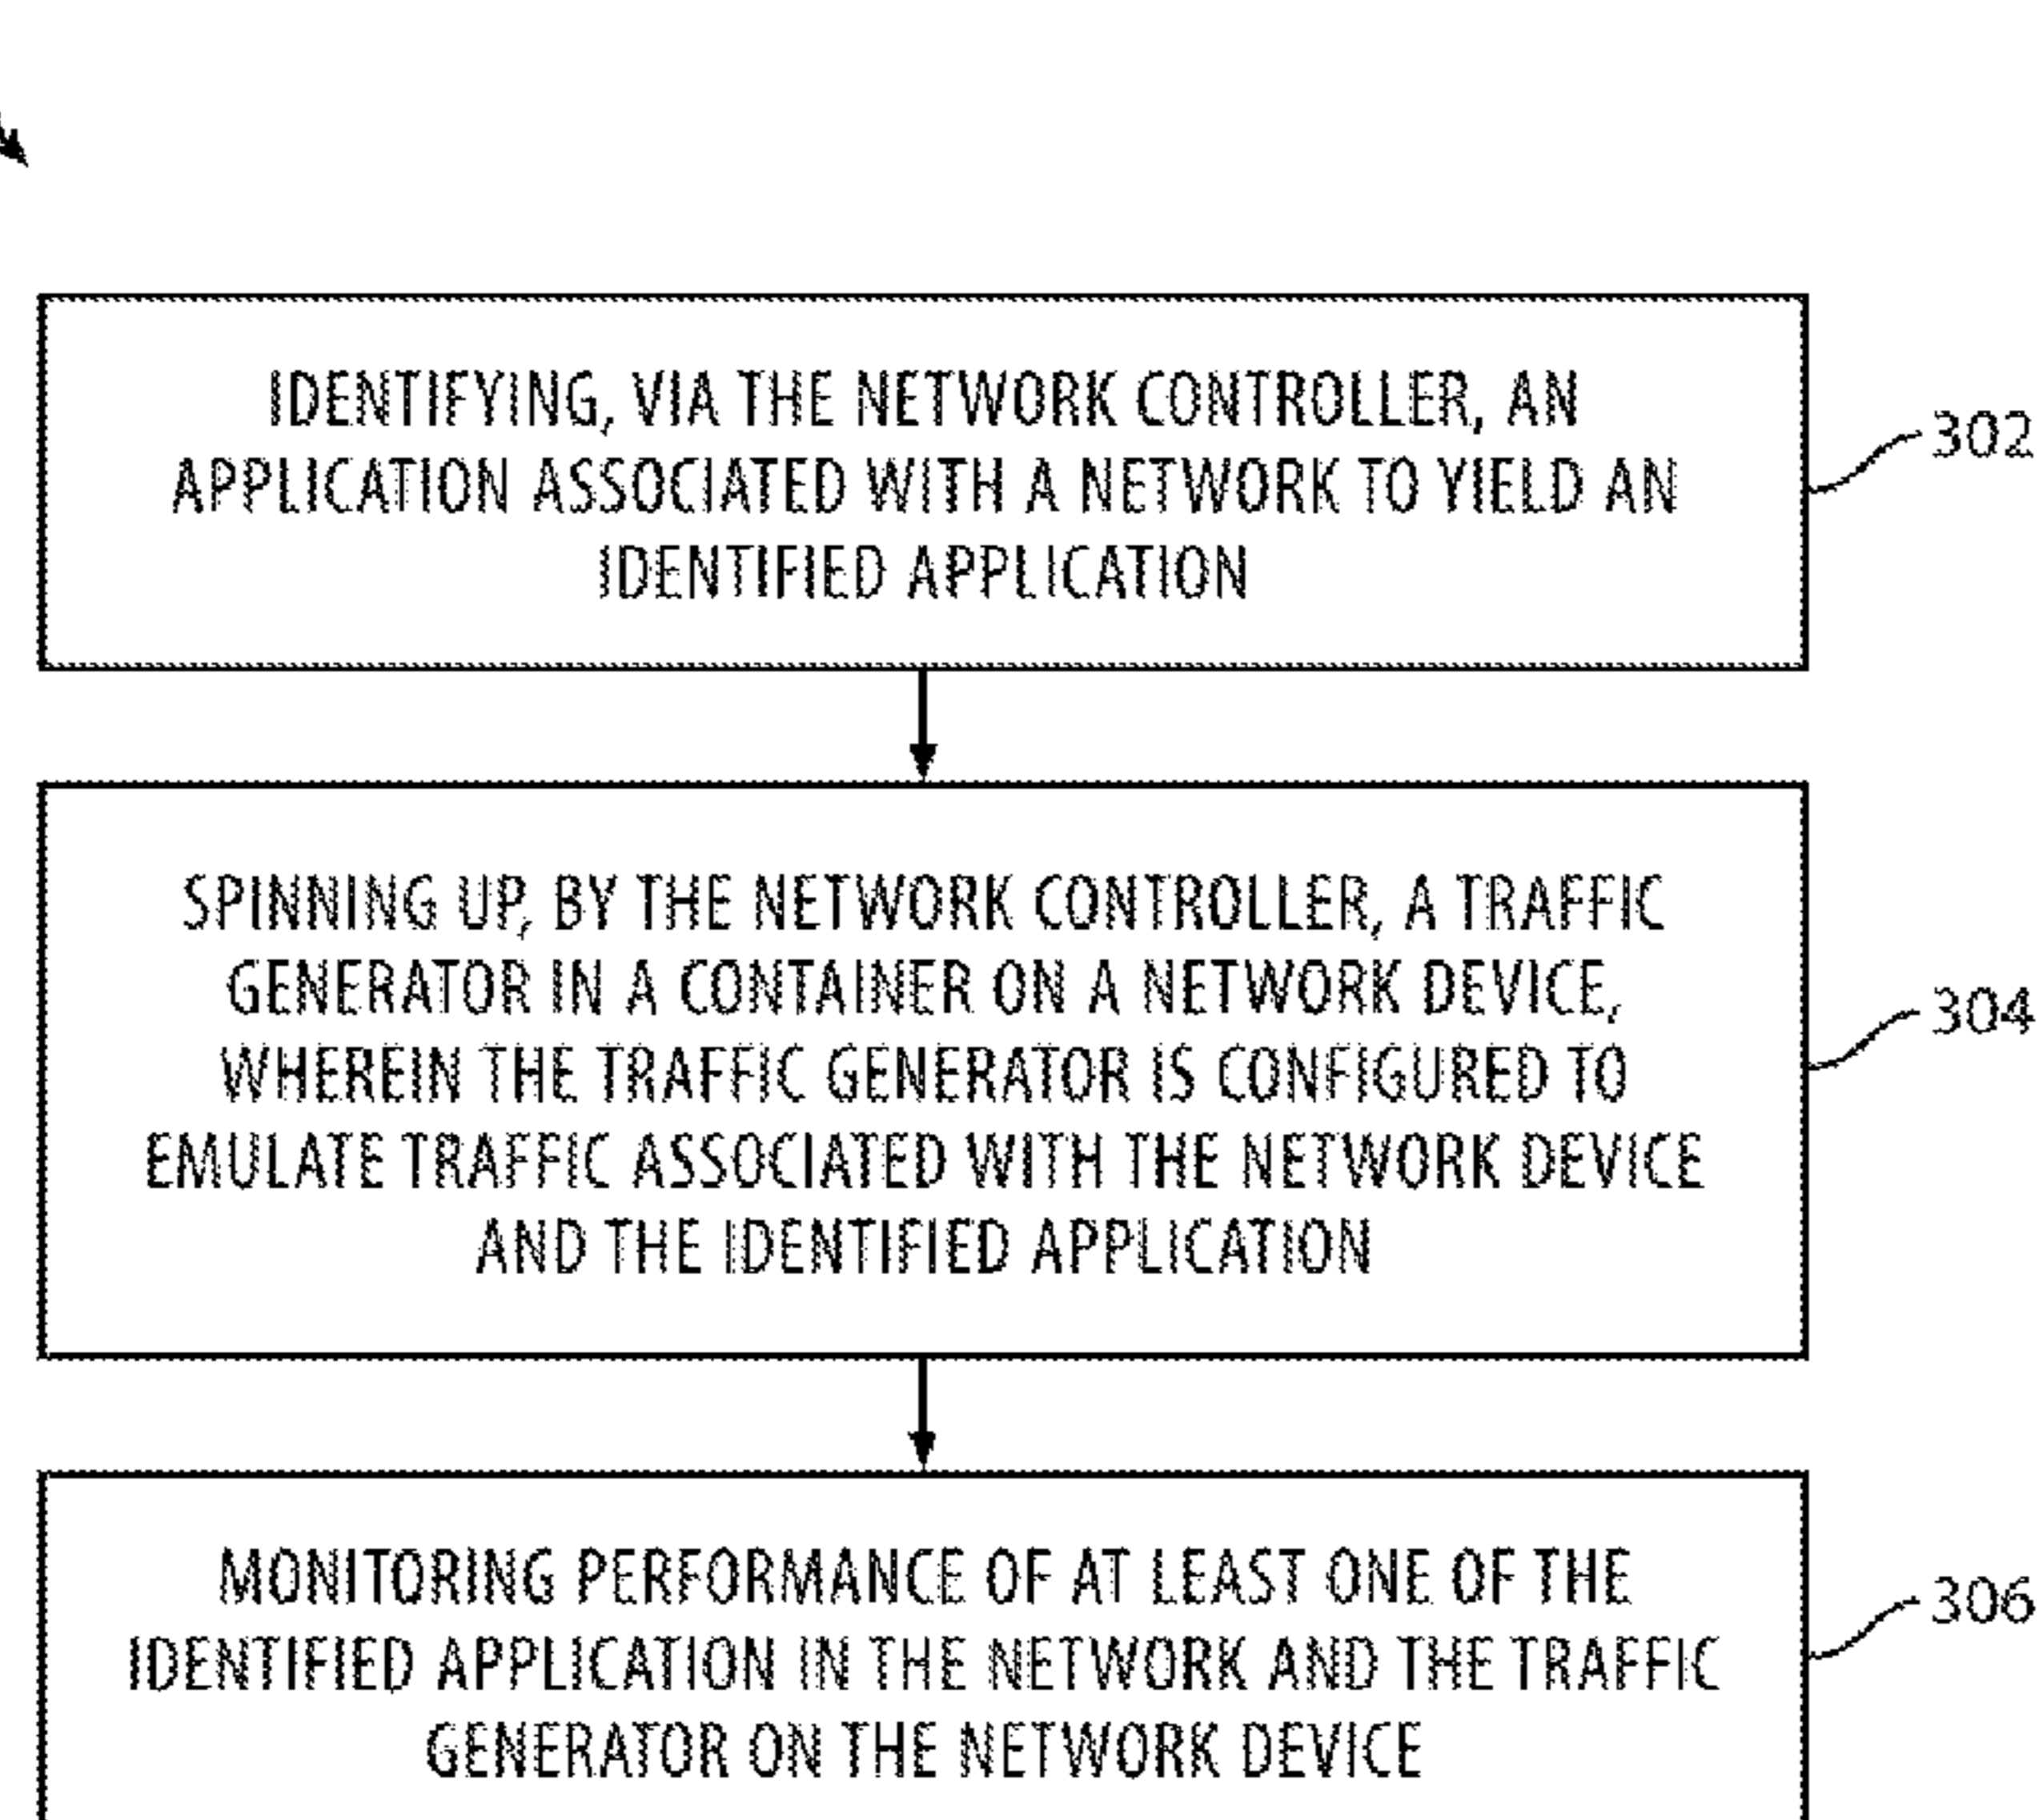 IDENTIFYING, VIA THE NETWORK CONTROLLER, AN
APPLICATION ASSOCIATED WITH A NETWORK TO YIELD AN
IDENTIFIED APPLICATION
302
SPINNING UP, BY THE NETWORK CONTROLLER, A TRAFFIC
GENERATOR IN A CONTAINER ON A NETWORK DEVICE,
WHEREIN THE TRAFFIC GENERATOR IS CONFIGURED TO
EMULATE TRAFFIC ASSOCIATED WITH THE NETWORK DEVICE
AND THE IDENTIFIED APPLICATION
304
MONITORING PERFORMANCE OF AT LEAST ONE OF THE
IDENTIFIED APPLICATION IN THE NETWORK AND THE TRAFFIC
GENERATOR ON THE NETWORK DEVICE
306